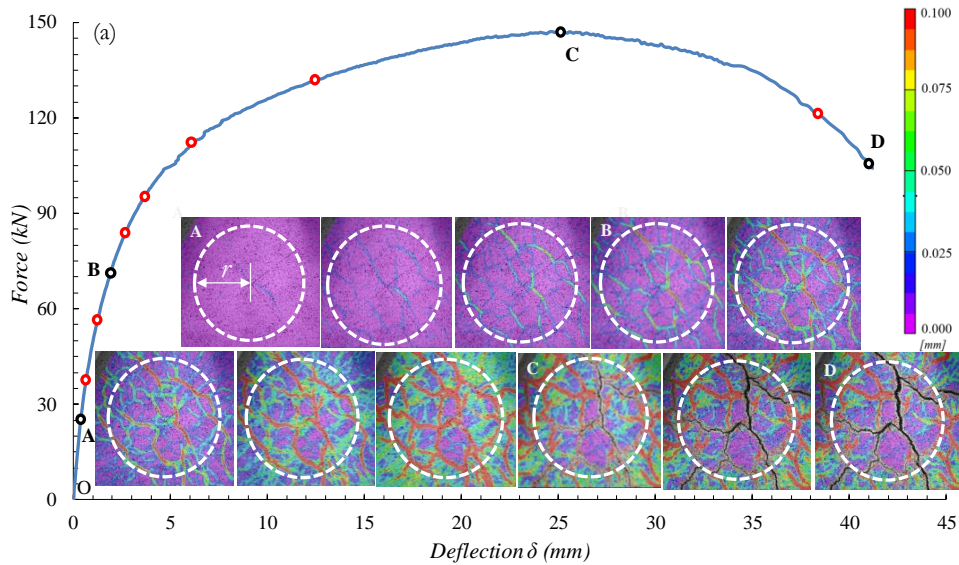 (a)
Force (kN)
150
120
90
60
30
0
0 5 10 15 20 25 30 35 40 45
Deflection δ (mm)
O
A
B
C
D
A
r
B
C
D
0.100
0.075
0.050
0.025
0.000
[mm]